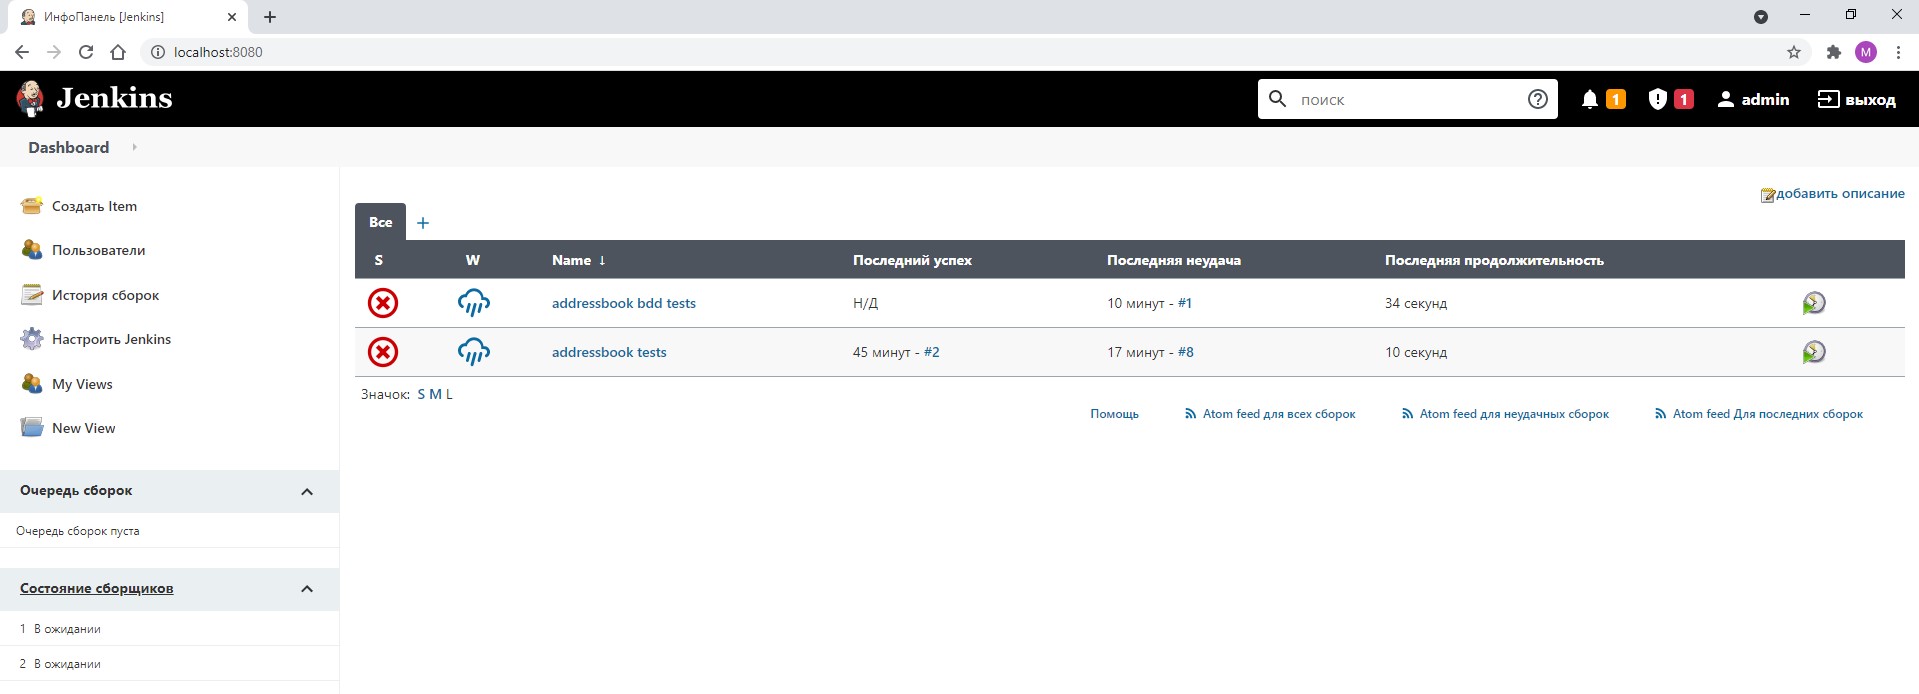 ИнфоПанель [Jenkins]
localhost:8080
M
Jenkins
поиск
1
1
admin
выход
Dashboard
добавить описание
Создать Item
Пользователи
История сборок
Настроить Jenkins
My Views
New View
Очередь сборок
Очередь сборок пуста
Состояние сборщиков
1 В ожидании
2 В ожидании
Все +
S W Name ↓ Последний успех Последняя неудача Последняя продолжительность
addressbook bdd tests Н/Д 10 минут - #1 34 секунд
addressbook tests 45 минут - #2 17 минут - #8 10 секунд
Значок: S M L
Помощь Atom feed для всех сборок Atom feed для неудачных сборок Atom feed Для последних сборок